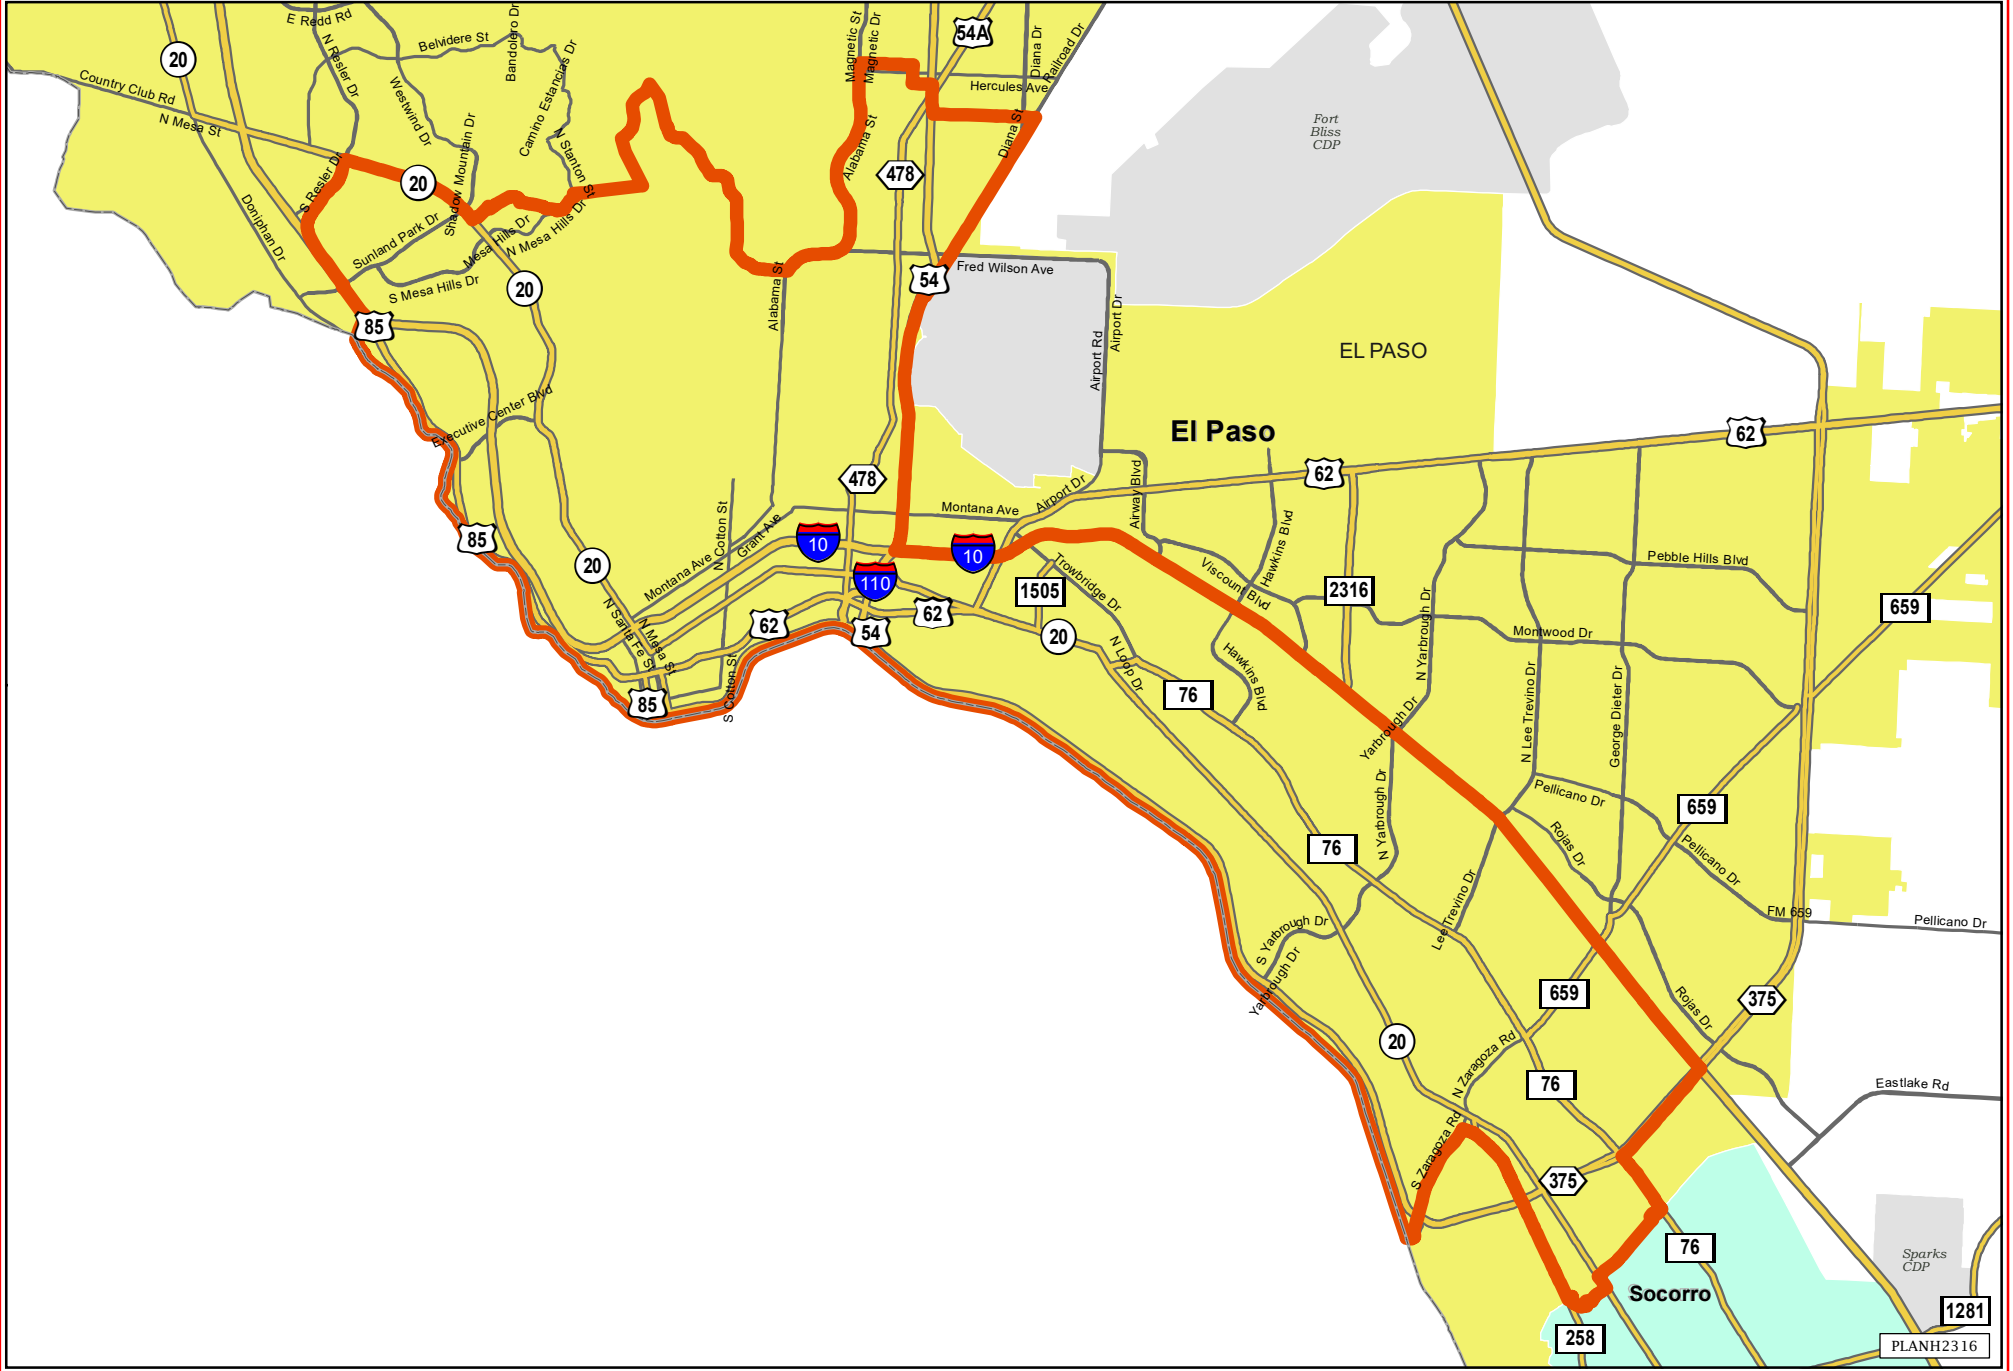 E Redd Rd
Belvidere St
Bandolero Dr
Magnetic St
Magnetic Dr
54A
Diana Dr
Railroad Dr
20
N Resler Dr
Westwind Dr
Camino Estancias Dr
Country Club Rd
N Mesa St
Hercules Ave
Fort
Bliss
CDP
Shadow Mountain Dr
N Stanton St
Alabama St
Diana St
478
S Resler Dr
20
Doniphan Dr
Sunland Park Dr
Mesa Hills Dr
N Mesa Hills Dr
S Mesa Hills Dr
20
Alabama St
54
Fred Wilson Ave
Airport Dr
Airport Rd
85
EL PASO
El Paso
62
62
Executive Center Blvd
478
Airport Dr
Airway Blvd
Montana Ave
N Cotton St
Grant Ave
Montana Ave
10
10
110
85
20
Trowbridge Dr
1505
Viscount Blvd
Hawkins Blvd
2316
Pebble Hills Blvd
659
N Yarbrough Dr
Montwood Dr
62
62
54
20
N Santa Fe St
N Mesa St
S Cotton St
85
N Loop Dr
76
Hawkins Blvd
Yarbrough Dr
N Lee Trevino Dr
George Dieter Dr
Pellicano Dr
659
N Yarbrough Dr
76
Rojas Dr
Pellicano Dr
Lee Trevino Dr
FM 659
Pellicano Dr
S Yarbrough Dr
Yarbrough Dr
659
375
Rojas Dr
20
N Zaragoza Rd
76
Eastlake Rd
S Zaragoza Rd
375
76
Sparks
CDP
Socorro
1281
258
PLANH2316